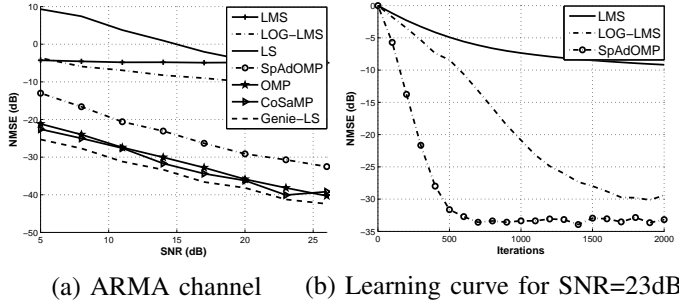 10
5
0
−10
−20
−30
−40
−50
5
10
15
20
25
NMSE (dB)
SNR (dB)
LMS
LOG−LMS
LS
SpAdOMP
OMP
CoSaMP
Genie−LS
(a) ARMA channel
0
−5
−10
−15
−20
−25
−30
−35
0
500
1000
1500
2000
NMSE (dB)
Iterations
LMS
LOG−LMS
SpAdOMP
(b) Learning curve for SNR=23dB